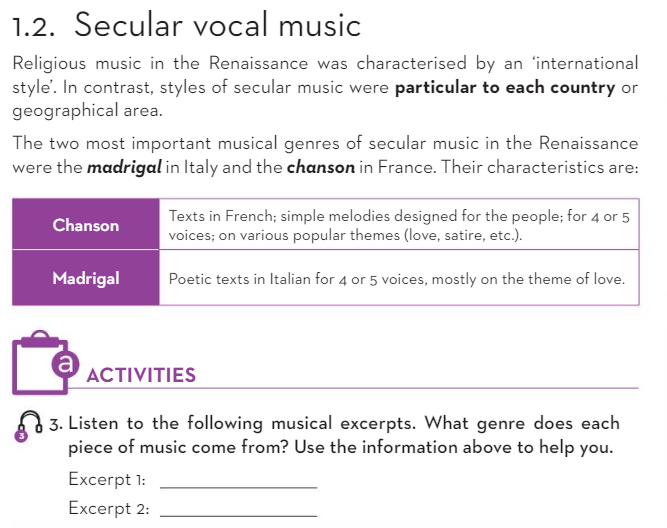 1.2. Secular vocal music
Religious music in the Renaissance was characterised by an ‘international
style’. In contrast, styles of secular music were particular to each country or
geographical area.
The two most important musical genres of secular music in the Renaissance
were the madrigal in Italy and the chanson in France. Their characteristics are:
Chanson
Texts in French; simple melodies designed for the people; for 4 or 5
voices; on various popular themes (love, satire, etc.).
Madrigal
Poetic texts in Italian for 4 or 5 voices, mostly on the theme of love.
a
ACTIVITIES
3
3. Listen to the following musical excerpts. What genre does each
piece of music come from? Use the information above to help you.
Excerpt 1:
Excerpt 2: